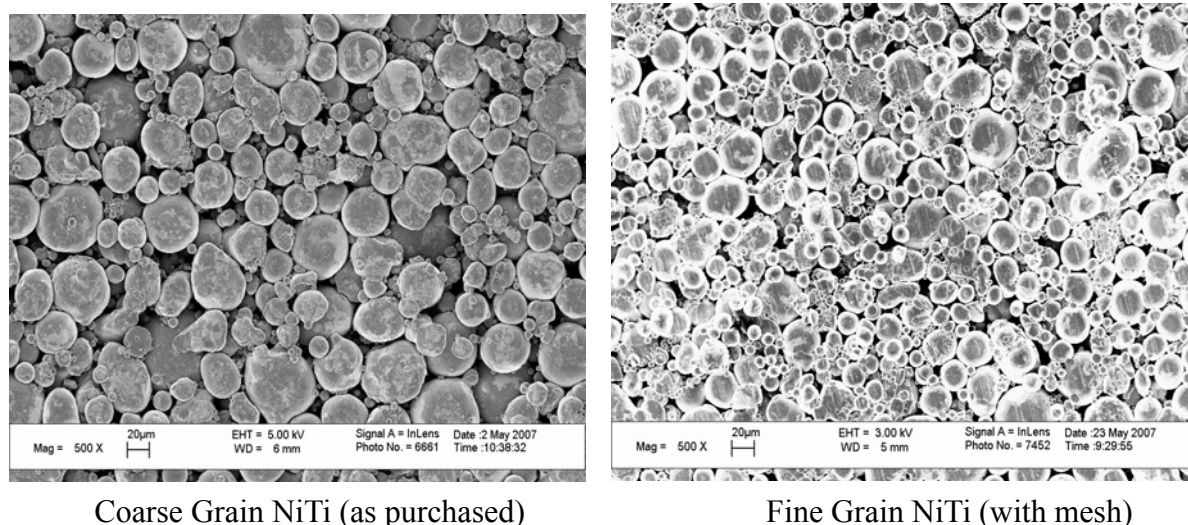 Mag = 500 X
20µm
EHT = 5.00 kV
WD = 6 mm
Signal A = InLens
Photo No. = 6661
Date :2 May 2007
Time :10:38:32
Mag = 500 X
20µm
EHT = 3.00 kV
WD = 5 mm
Signal A = InLens
Photo No. = 7452
Date :23 May 2007
Time :9:29:55
Coarse Grain NiTi (as purchased)
Fine Grain NiTi (with mesh)